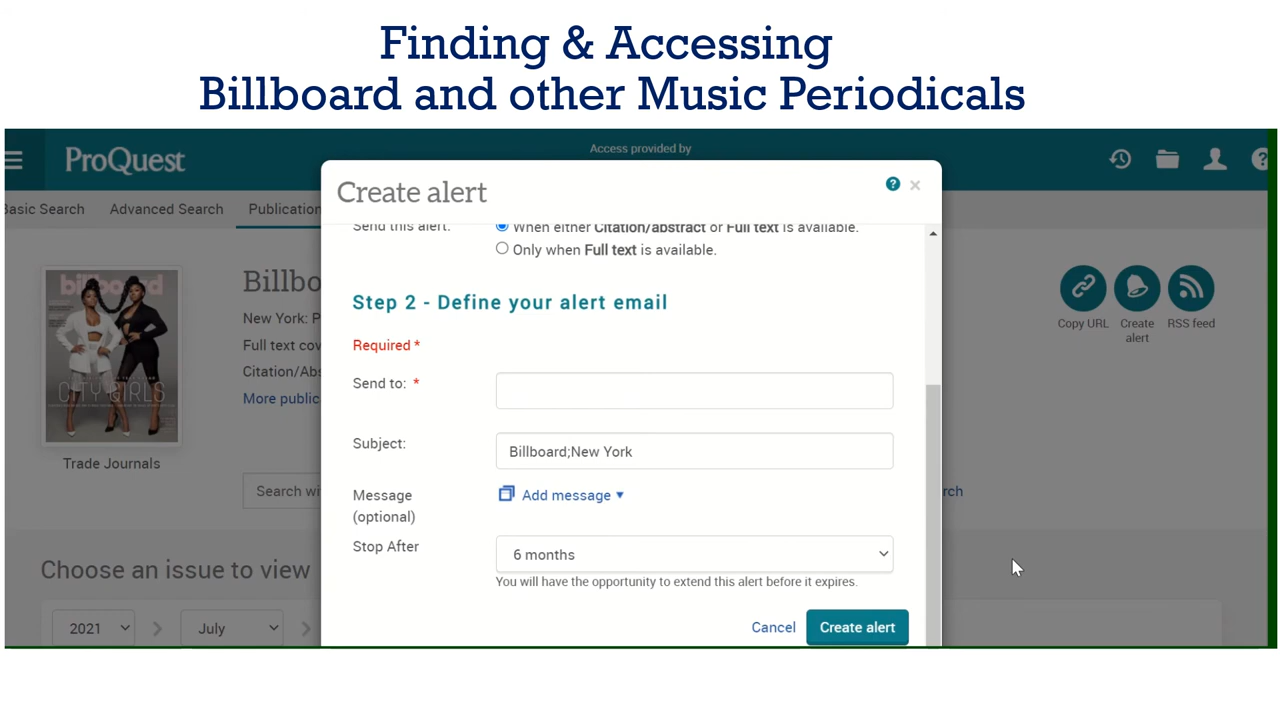 Finding & Accessing
Billboard and other Music Periodicals
ProQuest
Access provided by
Basic Search
Advanced Search
Publication
Create alert
?
×
?
Send this alert:
When either Citation/abstract or Full text is available.
Only when Full text is available.
Step 2 - Define your alert email
Required *
Send to: *
Subject:
Billboard;New York
Message
(optional)
Add message
Stop After
6 months
You will have the opportunity to extend this alert before it expires.
Cancel
Create alert
billboard
CITY GIRLS
Trade Journals
Billbo
New York: P
Full text cov
Citation/Abs
More public
Search wi
rch
Copy URL
Create
alert
RSS feed
Choose an issue to view
2021
July